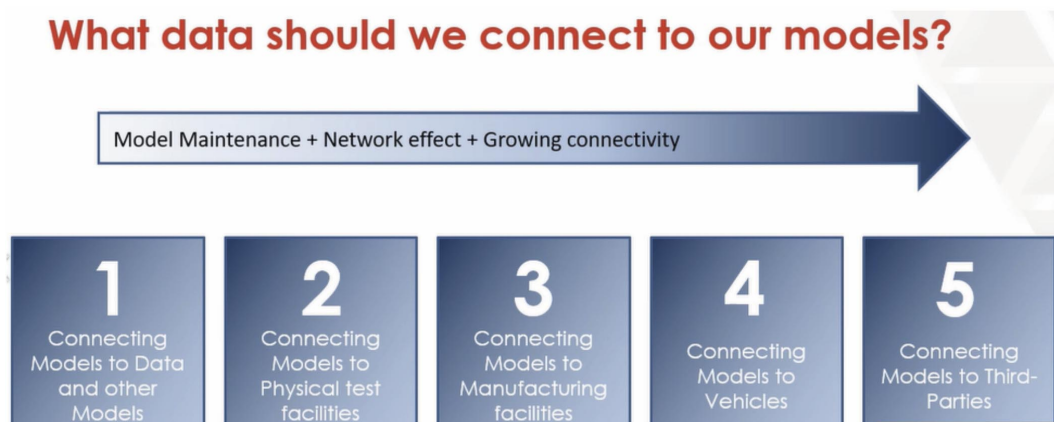 What data should we connect to our models?
Model Maintenance + Network effect + Growing connectivity
1
Connecting
Models to Data
and other
Models
2
Connecting
Models to
Physical test
facilities
3
Connecting
Models to
Manufacturing
facilities
4
Connecting
Models to
Vehicles
5
Connecting
Models to Third-
Parties